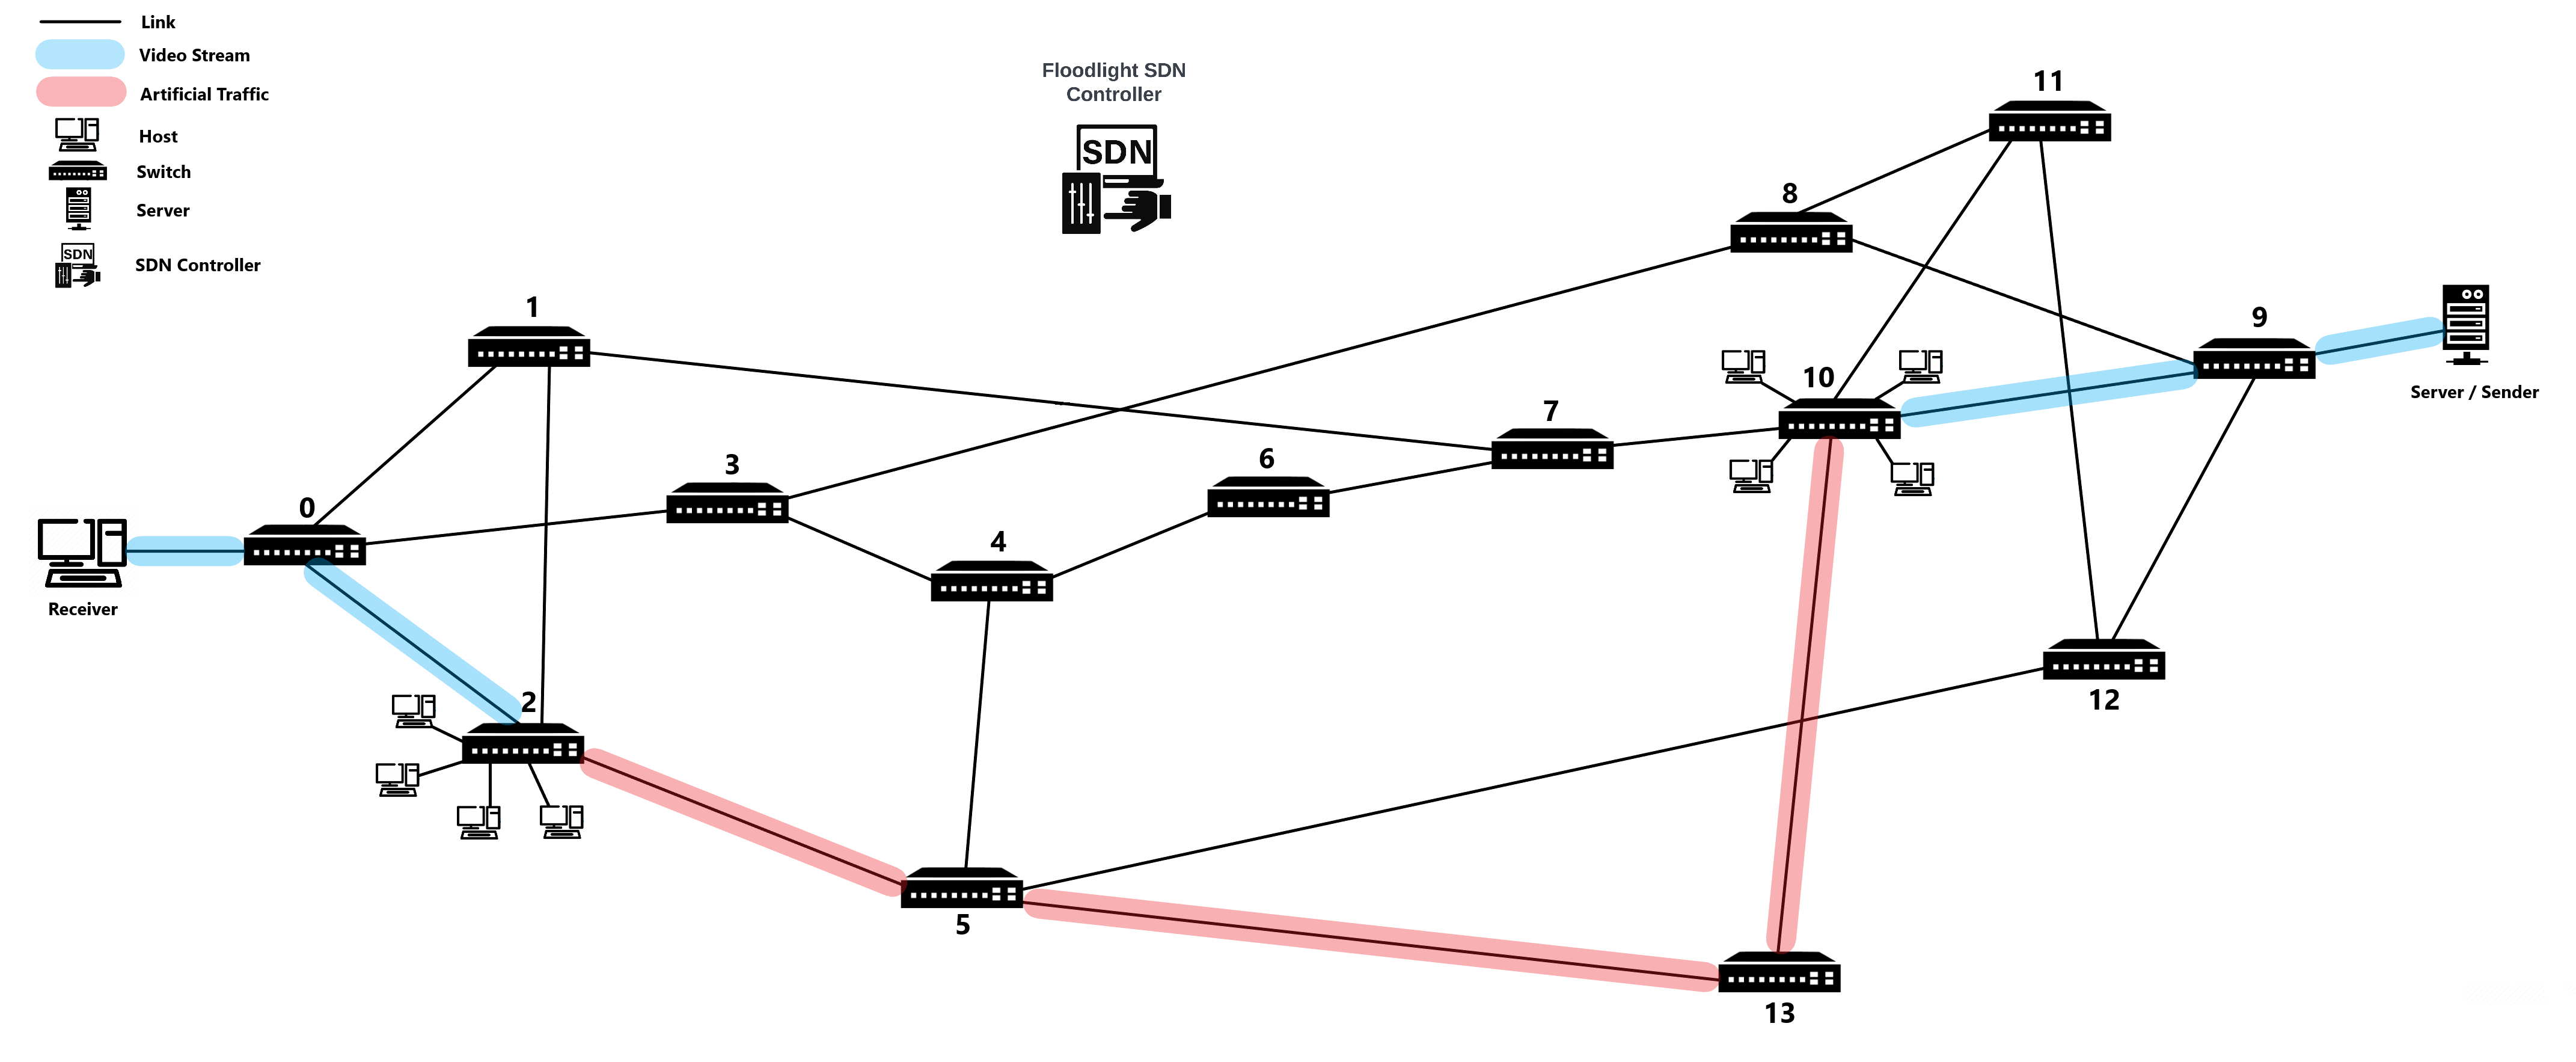 Link
Video Stream
Artificial Traffic
Host
Switch
Server
SDN
SDN Controller
Floodlight SDN
Controller
SDN
11
8
1
9
10
7
3
6
0
4
Server / Sender
Receiver
2
12
5
13